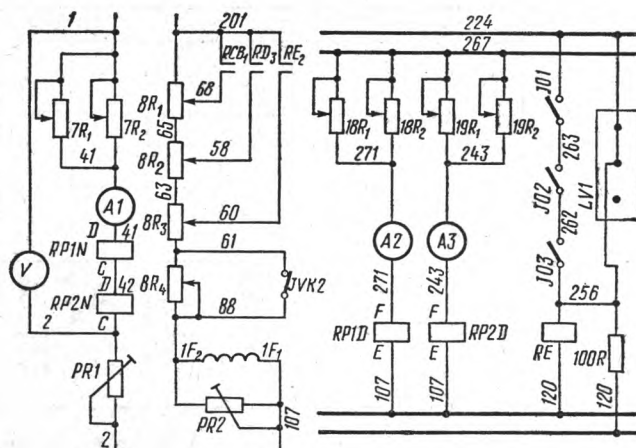 1
201
RCB1
RD3
RE2
224
267
68
8R1
7R1
7R2
65
18R1
18R2
19R1
19R2
J01
263
41
8R2
58
271
243
J02
LV1
63
A1
8R3
60
262
D
41
RP1N
C
61
A2
A3
J03
V
D
42
RP2N
C
8R4
JVK2
271
243
256
2
88
F
F
RP1D
RP2D
RE
100R
E
E
1F2
1F1
PR1
PR2
107
107
107
120
120
2